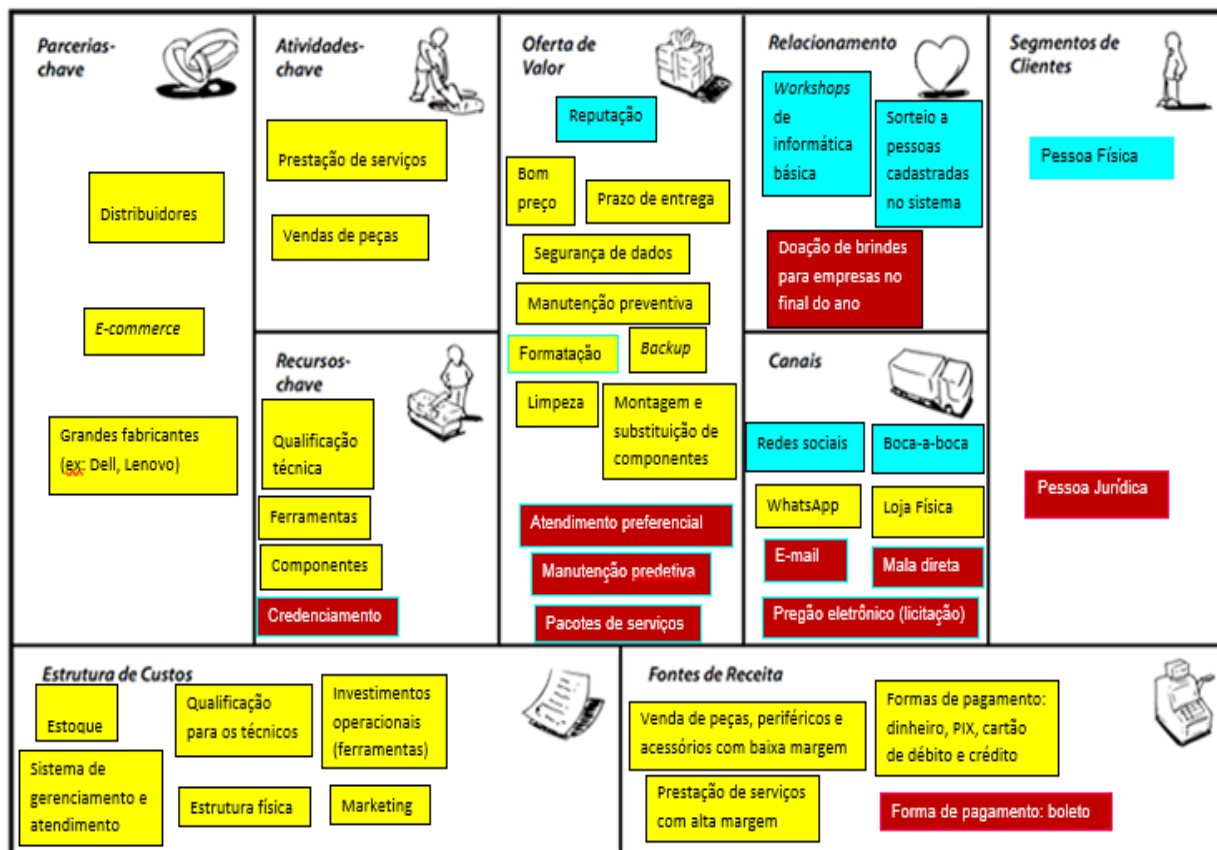 Parcerias-
chave
Distribuidores
E-commerce
Grandes fabricantes
(ex: Dell, Lenovo)
Atividades-
chave
Prestação de serviços
Vendas de peças
Recursos-
chave
Qualificação
técnica
Ferramentas
Componentes
Credenciamento
Oferta de
Valor
Reputação
Bom
preço
Prazo de entrega
Segurança de dados
Manutenção preventiva
Formatação
Backup
Limpeza
Montagem e
substituição de
componentes
Atendimento preferencial
Manutenção predetiva
Pacotes de serviços
Relacionamento
Workshops
de
informática
básica
Sorteio a
pessoas
cadastradas
no sistema
Doação de brindes
para empresas no
final do ano
Canais
Redes sociais
Boca-a-boca
WhatsApp
Loja Física
E-mail
Mala direta
Pregão eletrônico (licitação)
Segmentos de
Clientes
Pessoa Física
Pessoa Jurídica
Estrutura de Custos
Estoque
Qualificação
para os técnicos
Investimentos
operacionais
(ferramentas)
Sistema de
gerenciamento e
atendimento
Estrutura física
Marketing
Fontes de Receita
Venda de peças, periféricos e
acessórios com baixa margem
Formas de pagamento:
dinheiro, PIX, cartão
de débito e crédito
Prestação de serviços
com alta margem
Forma de pagamento: boleto